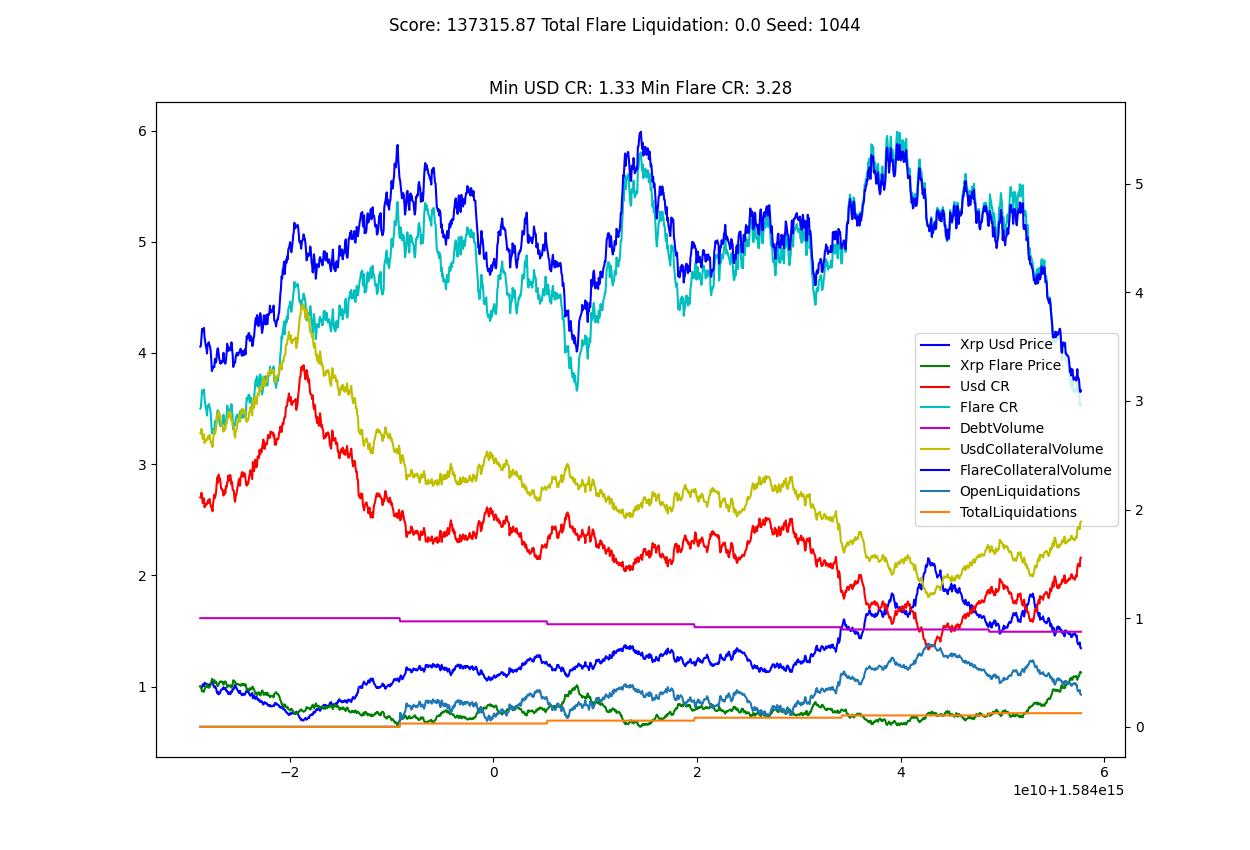 Score: 137315.87 Total Flare Liquidation: 0.0 Seed: 1044
Min USD CR: 1.33 Min Flare CR: 3.28
6
5
4
3
2
1
5
4
3
2
1
0
Xrp Usd Price
Xrp Flare Price
Usd CR
Flare CR
DebtVolume
UsdCollateralVolume
FlareCollateralVolume
OpenLiquidations
TotalLiquidations
−2 0 2 4 6
1e10+1.584e15